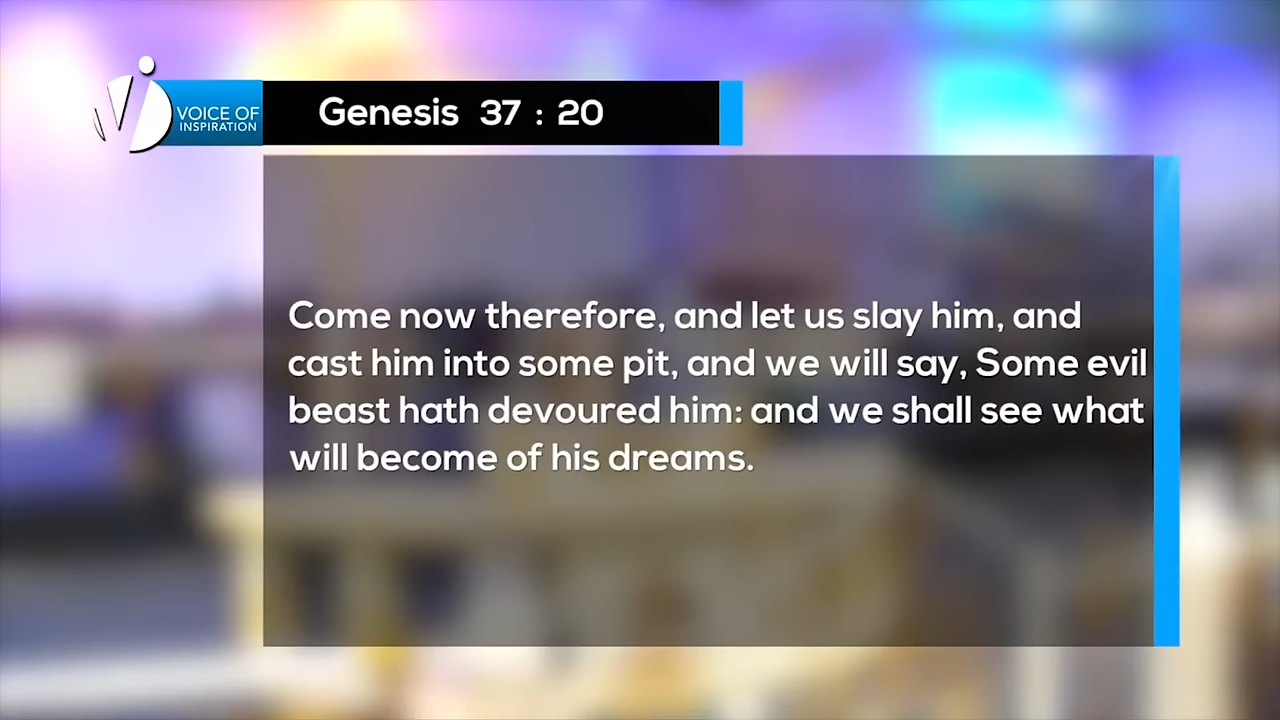 VOICE OF
INSPIRATION
Genesis 37 : 20
Come now therefore, and let us slay him, and
cast him into some pit, and we will say, Some evil
beast hath devoured him: and we shall see what
will become of his dreams.